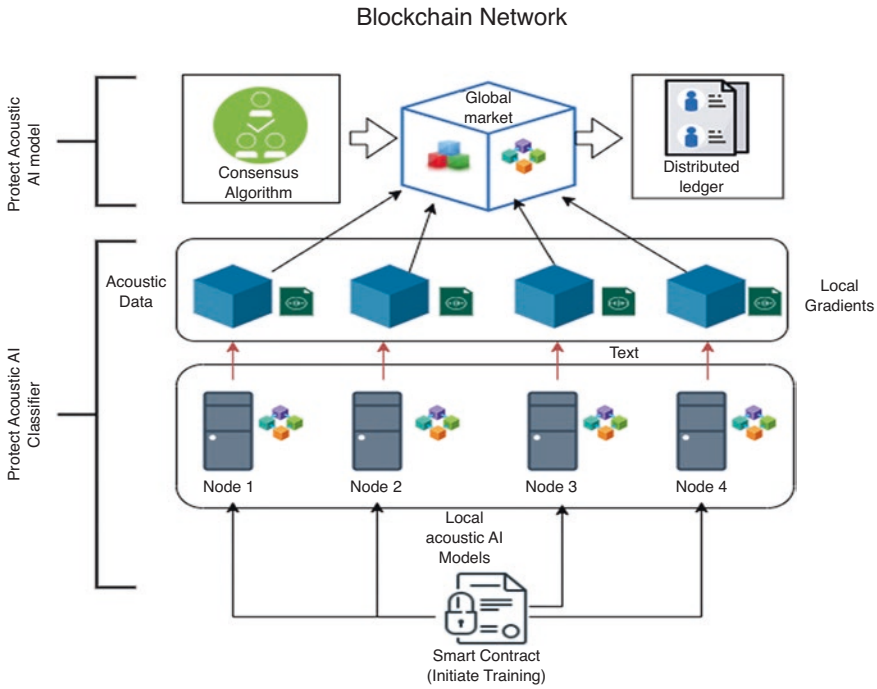 Blockchain Network
Protect Acoustic
AI model
Consensus
Algorithm
Global
market
Distributed
ledger
Protect Acoustic AI
Classifier
Acoustic
Data
Local
Gradients
Text
Node 1
Node 2
Node 3
Node 4
Local
acoustic AI
Models
Smart Contract
(Initiate Training)